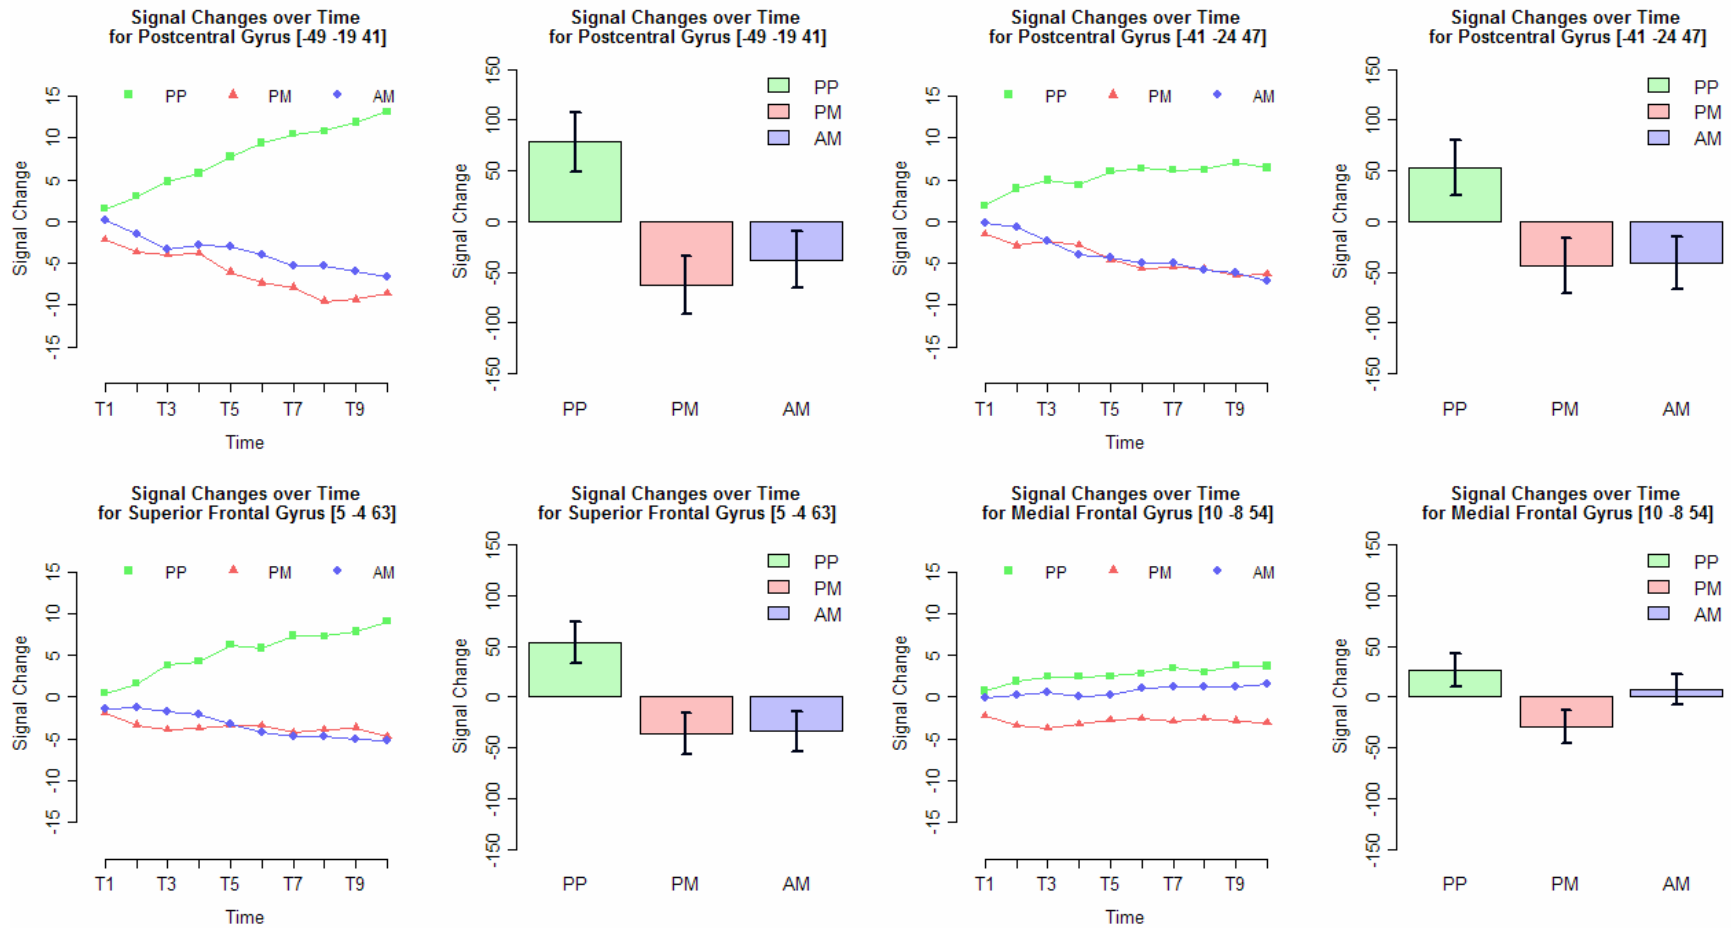 Signal Changes over Time
for Postcentral Gyrus [-49 -19 41]
PP PM AM
Signal Change
15
10
5
0
-5
-15
T1 T3 T5 T7 T9
Time
Signal Changes over Time
for Postcentral Gyrus [-49 -19 41]
PP
PM
AM
Signal Change
150
100
50
0
-50
-100
-150
PP PM AM
Signal Changes over Time
for Postcentral Gyrus [-41 -24 47]
PP PM AM
Signal Change
15
10
5
0
-5
-15
T1 T3 T5 T7 T9
Time
Signal Changes over Time
for Postcentral Gyrus [-41 -24 47]
PP
PM
AM
Signal Change
150
100
50
0
-50
-100
-150
PP PM AM
Signal Changes over Time
for Superior Frontal Gyrus [5 -4 63]
PP PM AM
Signal Change
15
10
5
0
-5
-10
-15
T1 T3 T5 T7 T9
Time
Signal Changes over Time
for Superior Frontal Gyrus [5 -4 63]
PP
PM
AM
Signal Change
150
100
50
0
-50
-100
-150
PP PM AM
Signal Changes over Time
for Medial Frontal Gyrus [10 -8 54]
PP PM AM
Signal Change
15
10
5
0
-5
-10
-15
T1 T3 T5 T7 T9
Time
Signal Changes over Time
for Medial Frontal Gyrus [10 -8 54]
PP
PM
AM
Signal Change
150
100
50
0
-50
-100
-150
PP PM AM